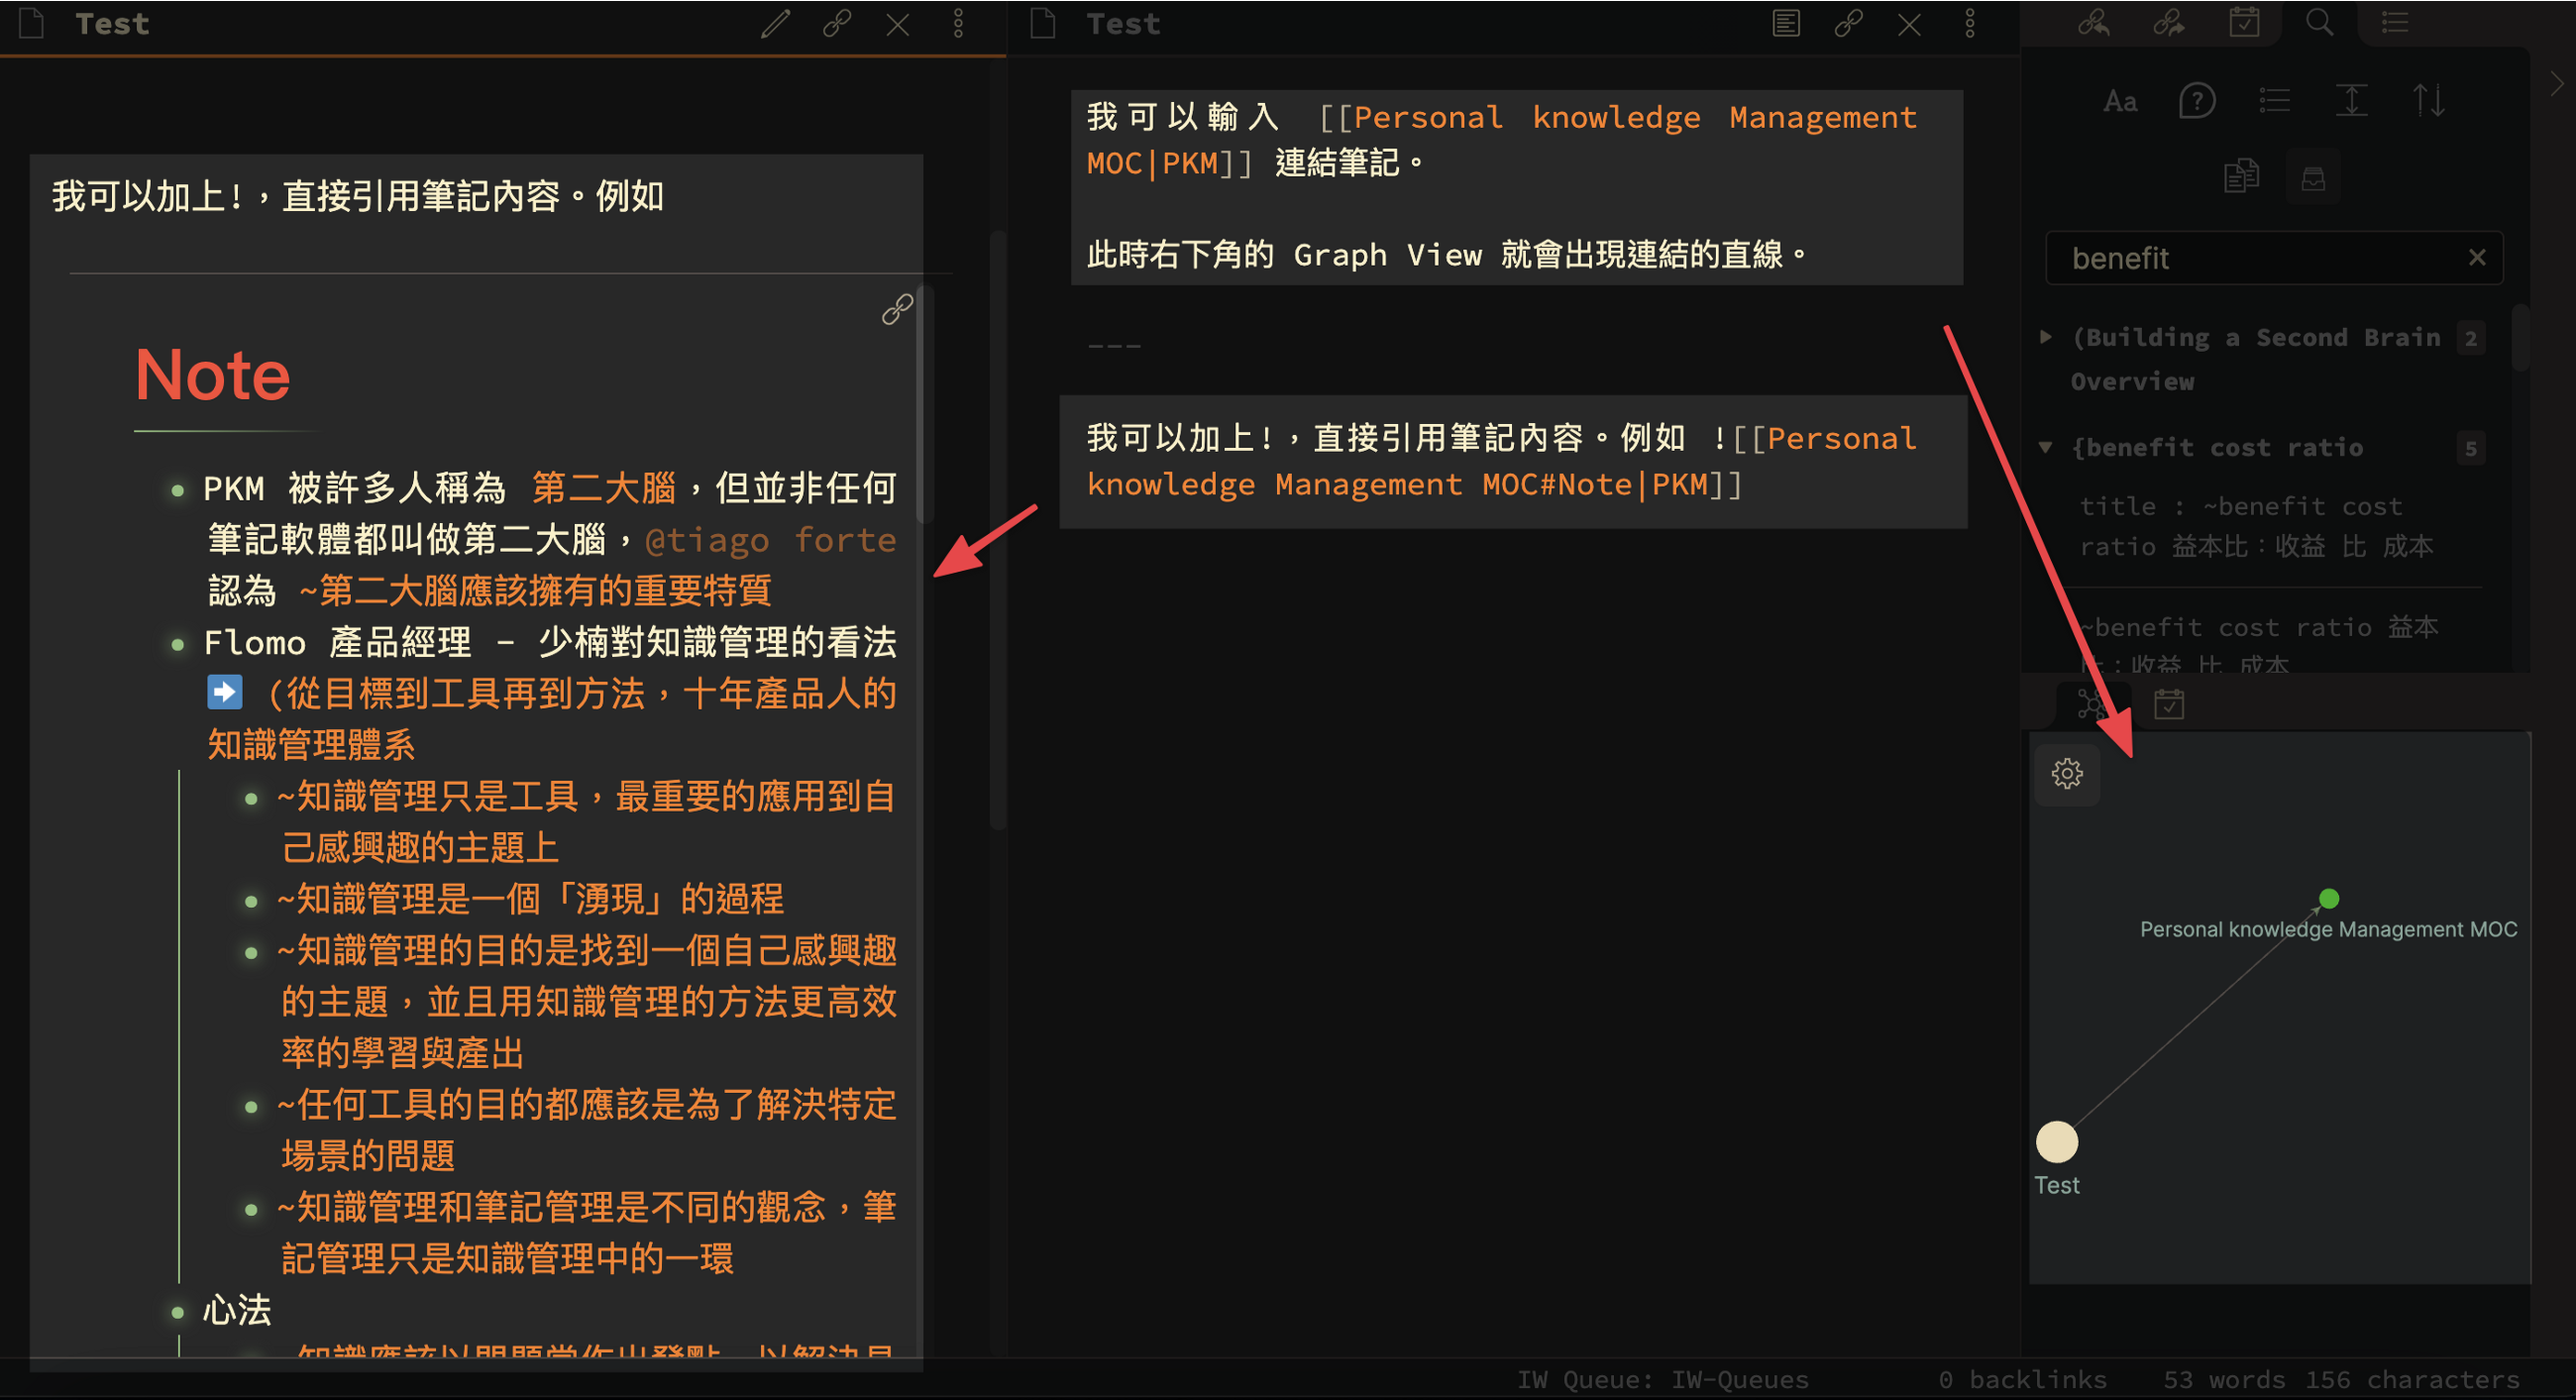 Test
我可以加上!，直接引用筆記內容。例如
Note
PKM 被許多人稱為 第二大腦，但並非任何
筆記軟體都叫做第二大腦，@tiago forte
認為 ~第二大腦應該擁有的重要特質
Flomo 產品經理 - 少楠對知識管理的看法
➡ (從目標到工具再到方法，十年產品人的
知識管理體系
~知識管理只是工具，最重要的應用到自
己感興趣的主題上
~知識管理是一個「湧現」的過程
~知識管理的目的是找到一個自己感興趣
的主題，並且用知識管理的方法更高效
率的學習與產出
~任何工具的目的都應該是為了解決特定
場景的問題
~知識管理和筆記管理是不同的觀念，筆
記管理只是知識管理中的一環
心法
Test
我可以輸入 [[Personal knowledge Management
MOC|PKM]] 連結筆記。
此時右下角的 Graph View 就會出現連結的直線。
---
我可以加上!，直接引用筆記內容。例如 ![[Personal
knowledge Management MOC#Note|PKM]]
Aa
benefit
(Building a Second Brain 2
Overview
{benefit cost ratio 5
title : ~benefit cost
ratio 益本比：收益 比 成本
~benefit cost ratio 益本
比：收益 比 成本
Personal knowledge Management MOC
Test
IW Queue: IW-Queues 0 backlinks 53 words 156 characters